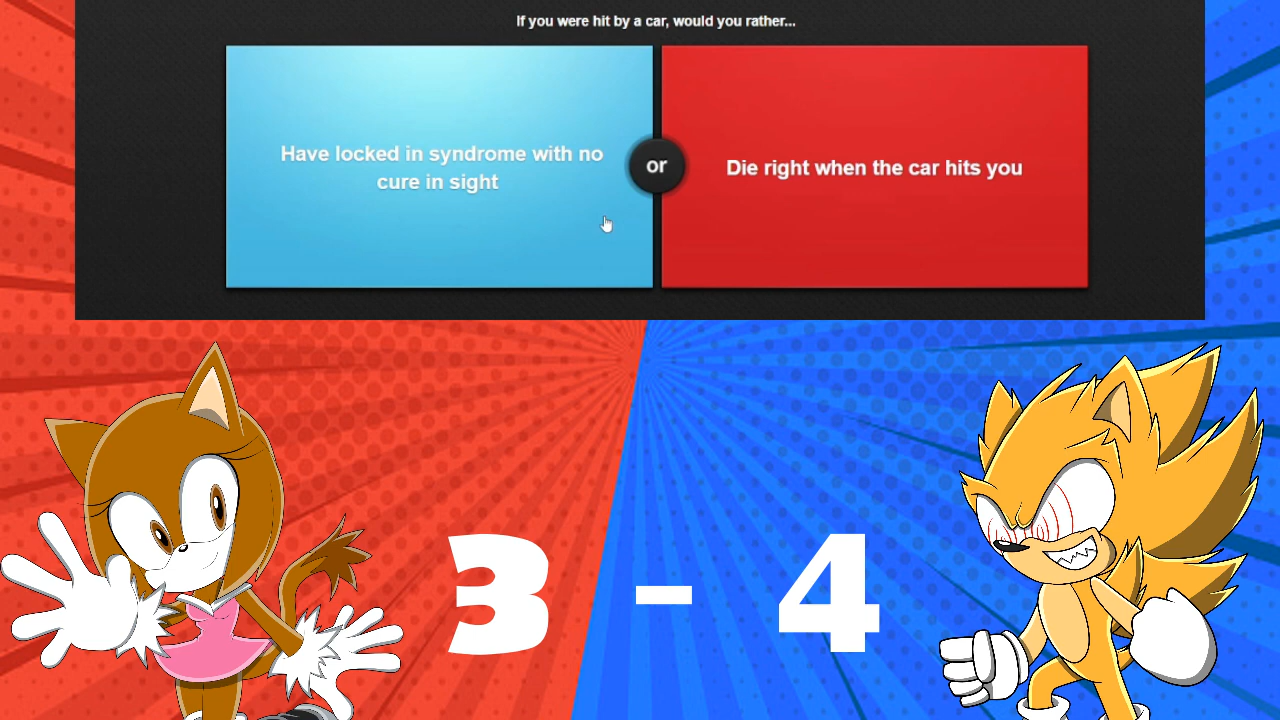 If you were hit by a car, would you rather...
Have locked in syndrome with no
cure in sight
or
Die right when the car hits you
3 - 4